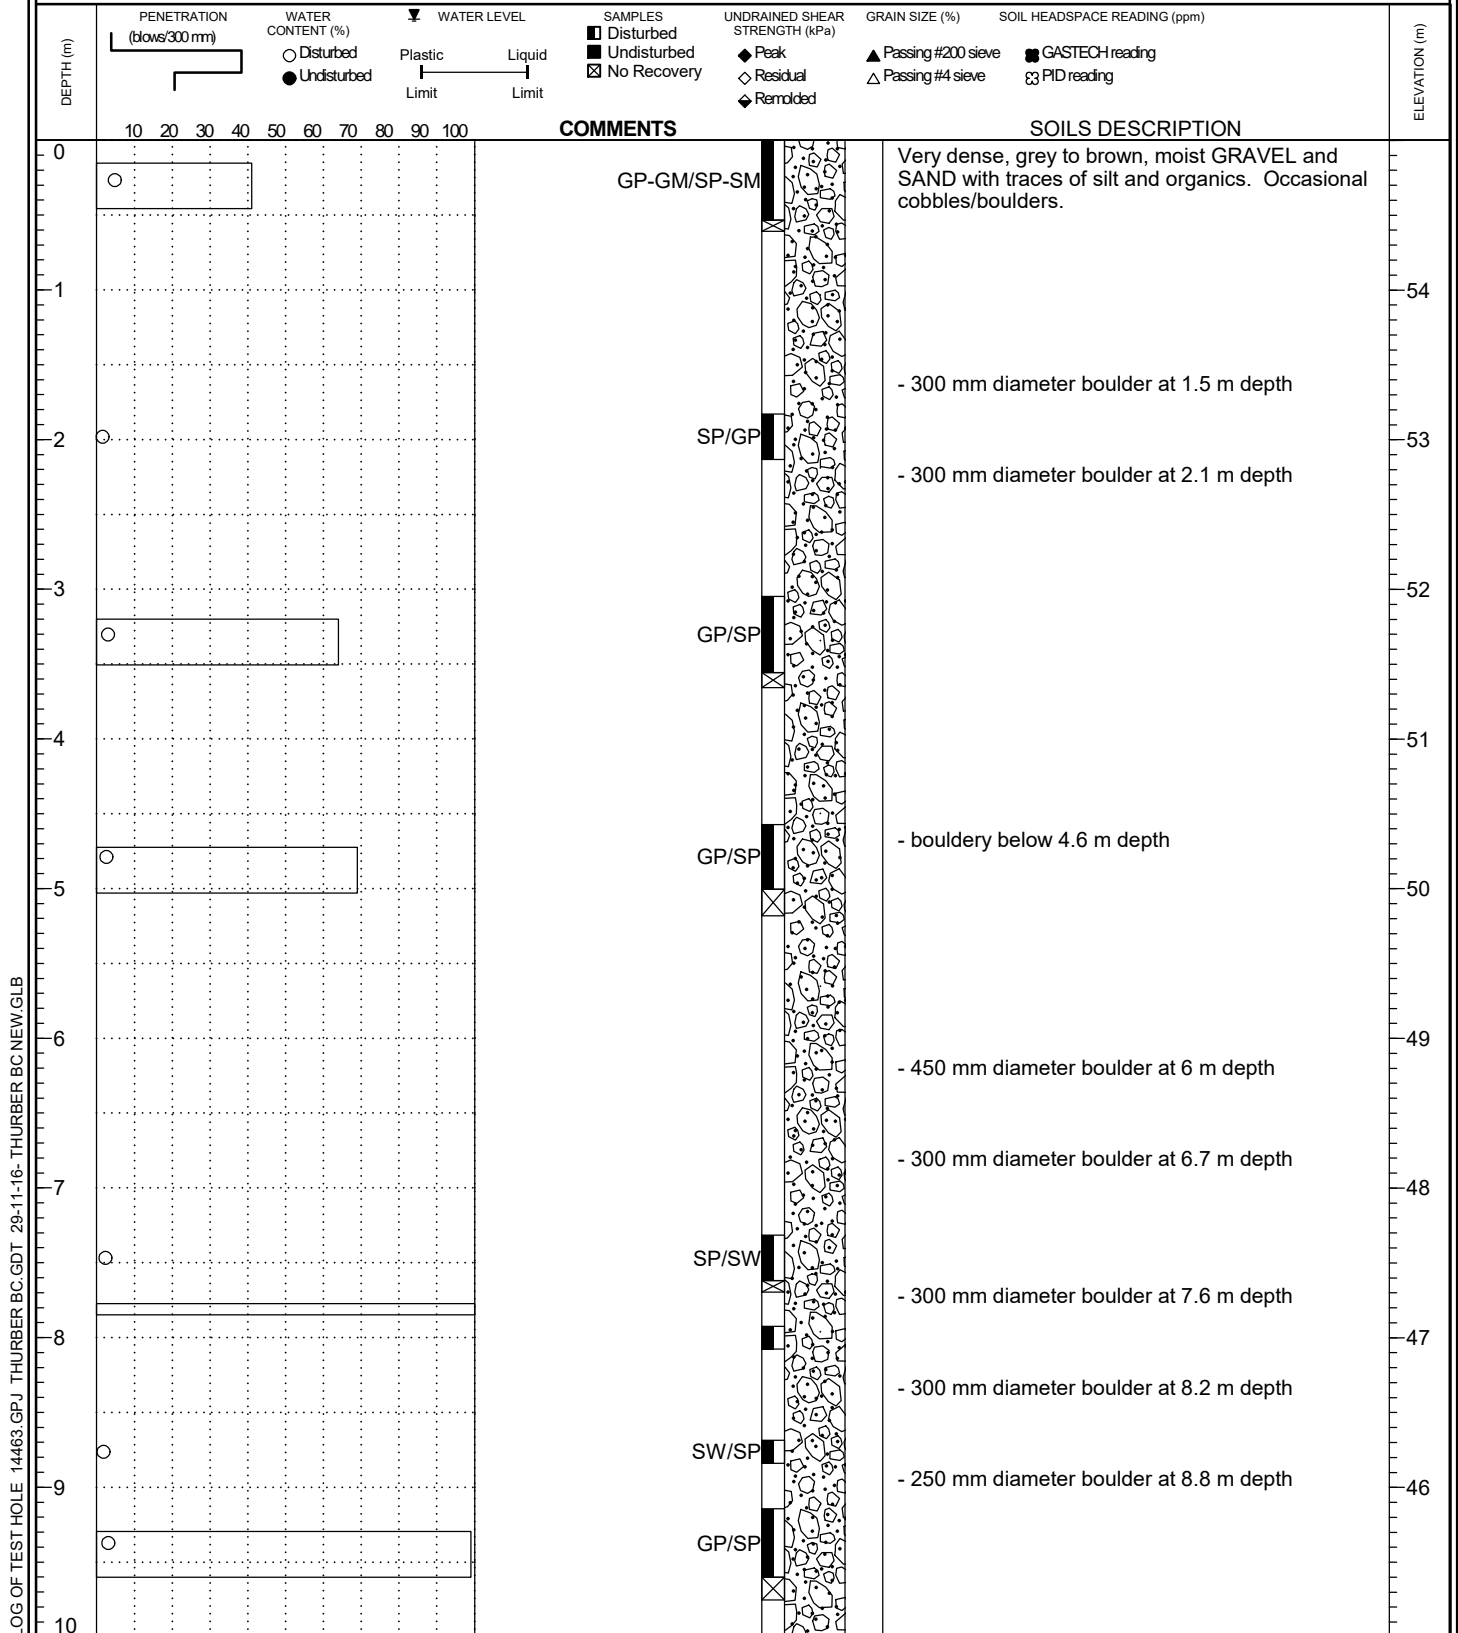 PENETRATION
(blows/300 mm)
WATER
CONTENT (%)
Disturbed
Undisturbed
WATER LEVEL
Plastic Liquid
Limit Limit
SAMPLES
Disturbed
Undisturbed
No Recovery
UNDRAINED SHEAR
STRENGTH (kPa)
Peak
Residual
Remolded
GRAIN SIZE (%)
Passing #200 sieve
Passing #4 sieve
SOIL HEADSPACE READING (ppm)
GASTECH reading
PID reading
DEPTH (m)
ELEVATION (m)
10 20 30 40 50 60 70 80 90 100
COMMENTS
SOILS DESCRIPTION
0
GP-GM/SP-SM
Very dense, grey to brown, moist GRAVEL and
SAND with traces of silt and organics. Occasional
cobbles/boulders.
1
54
- 300 mm diameter boulder at 1.5 m depth
2
SP/GP
53
- 300 mm diameter boulder at 2.1 m depth
3
52
GP/SP
4
51
- bouldery below 4.6 m depth
GP/SP
5
50
6
49
- 450 mm diameter boulder at 6 m depth
- 300 mm diameter boulder at 6.7 m depth
7
48
SP/SW
- 300 mm diameter boulder at 7.6 m depth
8
47
- 300 mm diameter boulder at 8.2 m depth
SW/SP
- 250 mm diameter boulder at 8.8 m depth
9
46
GP/SP
10
LOG OF TEST HOLE 14463.GPJ THURBER BC.GDT 29-11-16- THURBER BC NEW.GLB